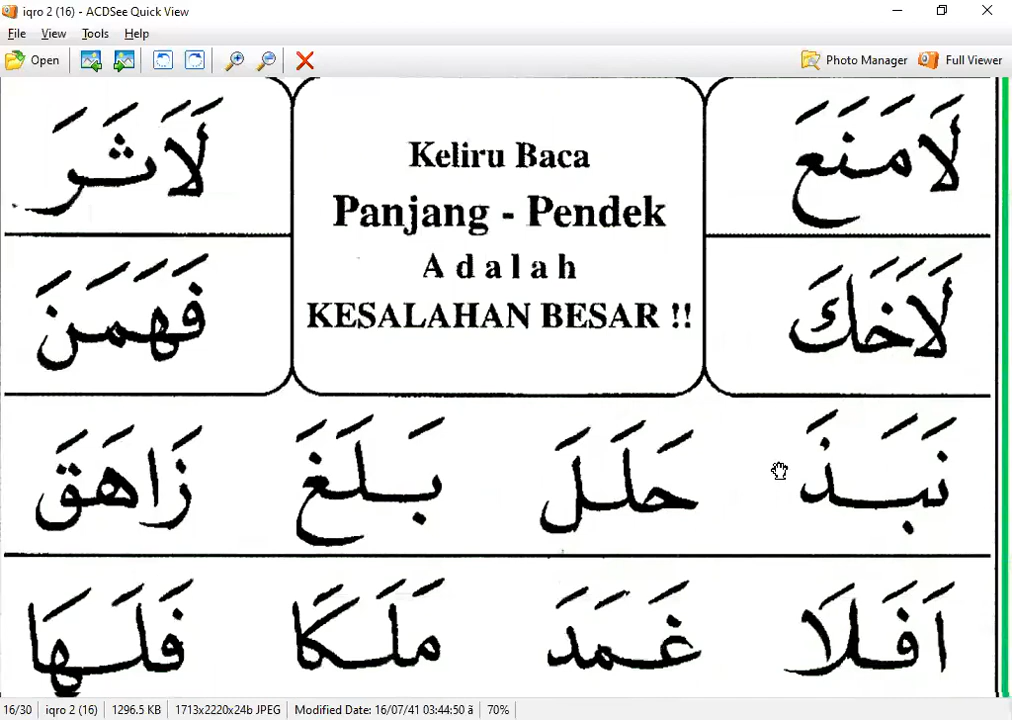 iqro 2 (16) - ACDSee Quick View
File View Tools Help
Open Photo Manager Full Viewer
لَامَنَعَ لَاثَرَ
Keliru Baca
Panjang - Pendek
Adalah
KESALAHAN BESAR !!
لَاخَكَ فَهَمَنَ
نَبَذَ حَلَلَ بَلَغَ زَاهَقَ
اَفَلَا غَمَدَ مَلَكَا فَلَهَا
16/30 iqro 2 (16) 1296.5 KB 1713x2220x24b JPEG Modified Date: 16/07/41 03:44:50 ã 70%